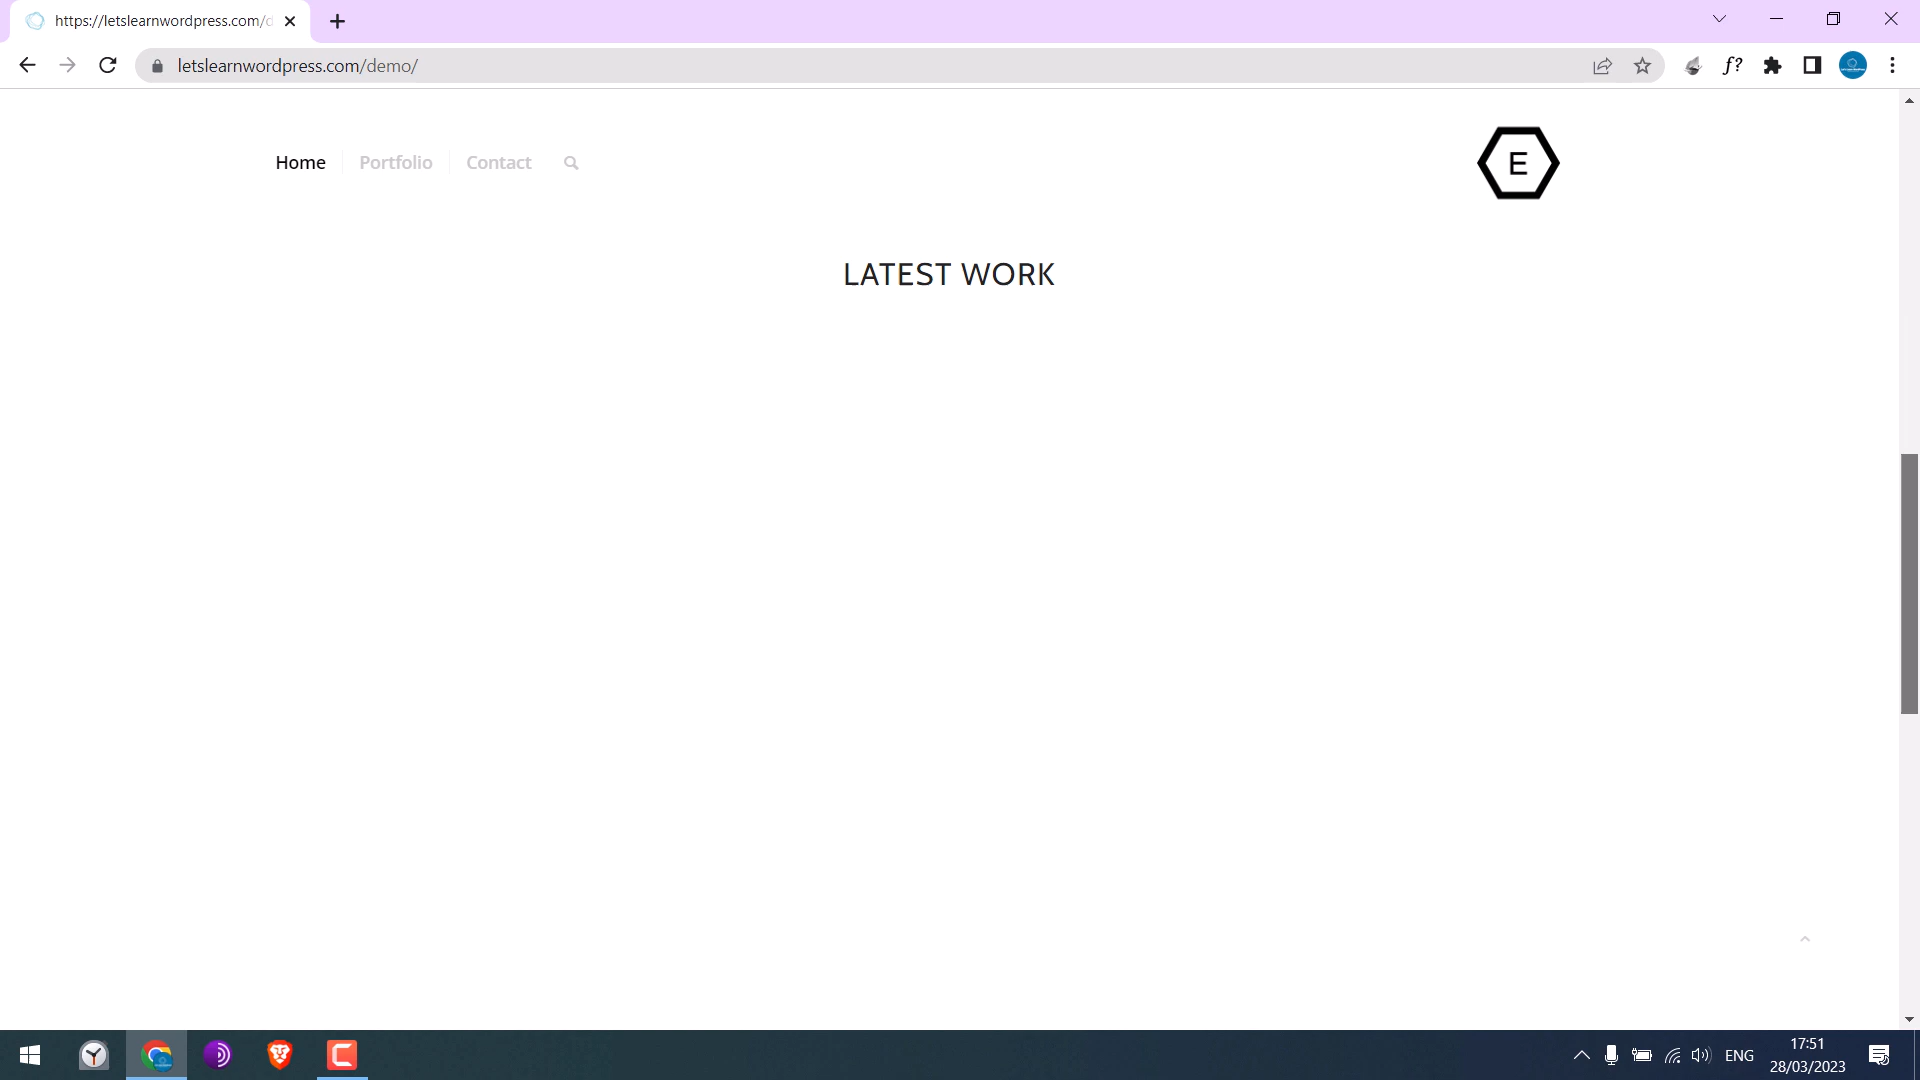 https://letslearnwordpress.com/d
letslearnwordpress.com/demo/
f?
Home
Portfolio
Contact
E
LATEST WORK
ENG
17:51
28/03/2023